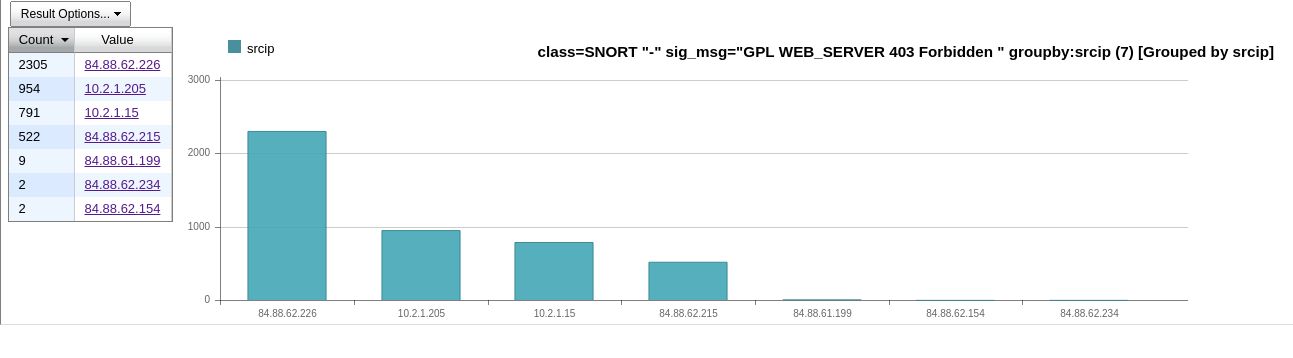 Result Options...
Count Value
2305 84.88.62.226
954 10.2.1.205
791 10.2.1.15
522 84.88.62.215
9 84.88.61.199
2 84.88.62.234
2 84.88.62.154
srcip
class=SNORT "-" sig_msg="GPL WEB_SERVER 403 Forbidden " groupby:srcip (7) [Grouped by srcip]
3000
2000
1000
0
84.88.62.226 10.2.1.205 10.2.1.15 84.88.62.215 84.88.61.199 84.88.62.154 84.88.62.234